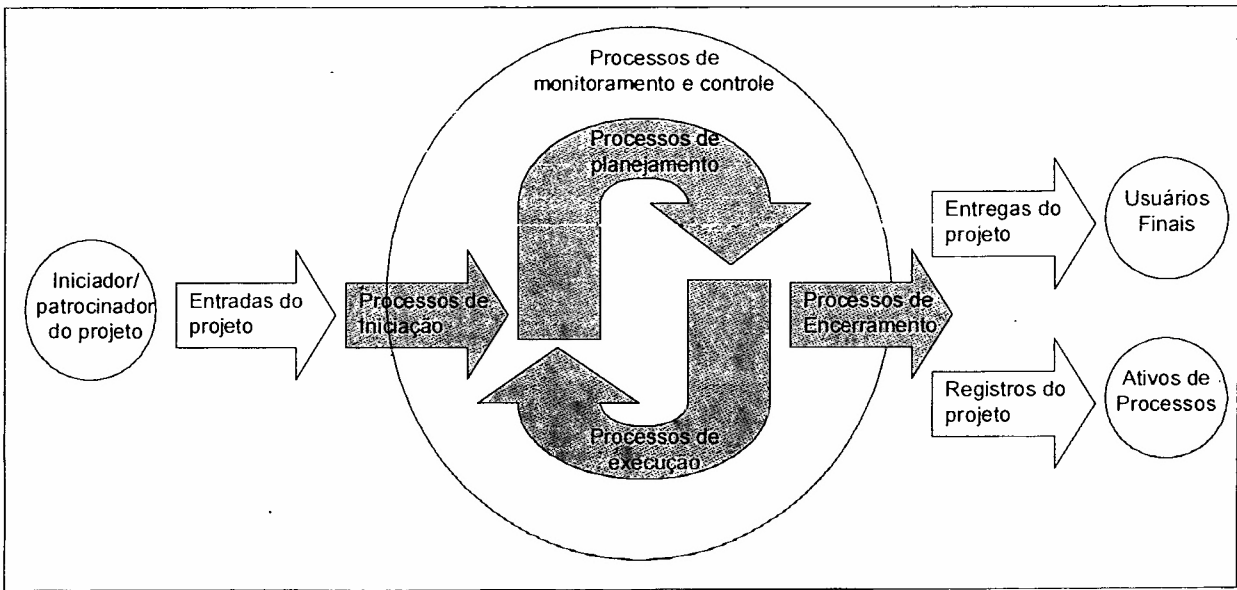 Processos de
monitoramento e controle
Processos de
planejamento
Iniciador/
patrocinador
do projeto
Entradas do
projeto
Processos de
Iniciação
Processos de
Encerramento
Entregas do
projeto
Usuários
Finais
Registros do
projeto
Ativos de
Processos
Processos de
execução